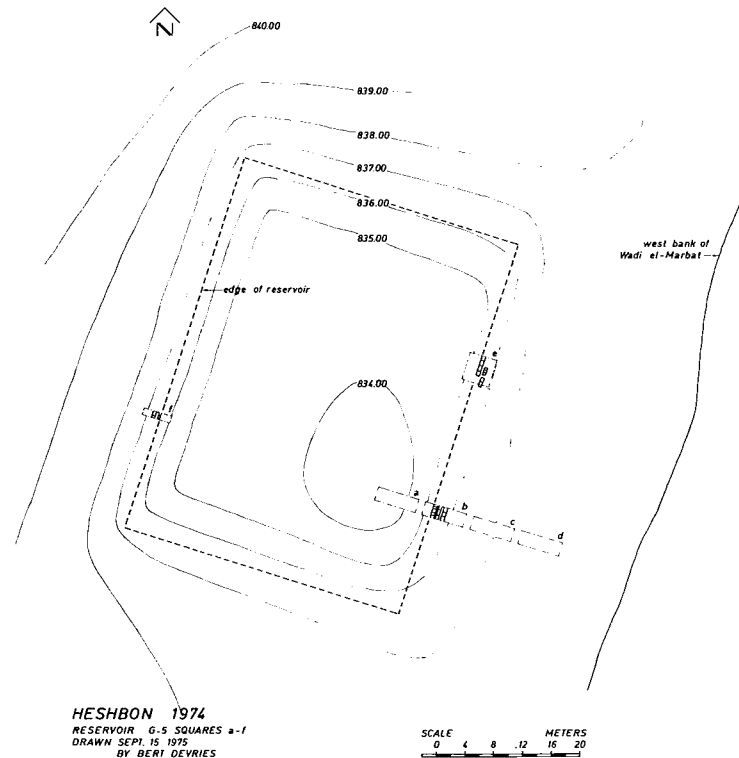 N
840.00
839.00
838.00
837.00
836.00
835.00
west bank of
Wadi el-Marbat
edge of reservoir
e
834.00
f
a
b
c
d
HESHBON 1974
RESERVOIR G-5 SQUARES a-f
DRAWN SEPT. 15 1975
BY BERT DEVRIES
SCALE METERS
0 4 8 12 16 20